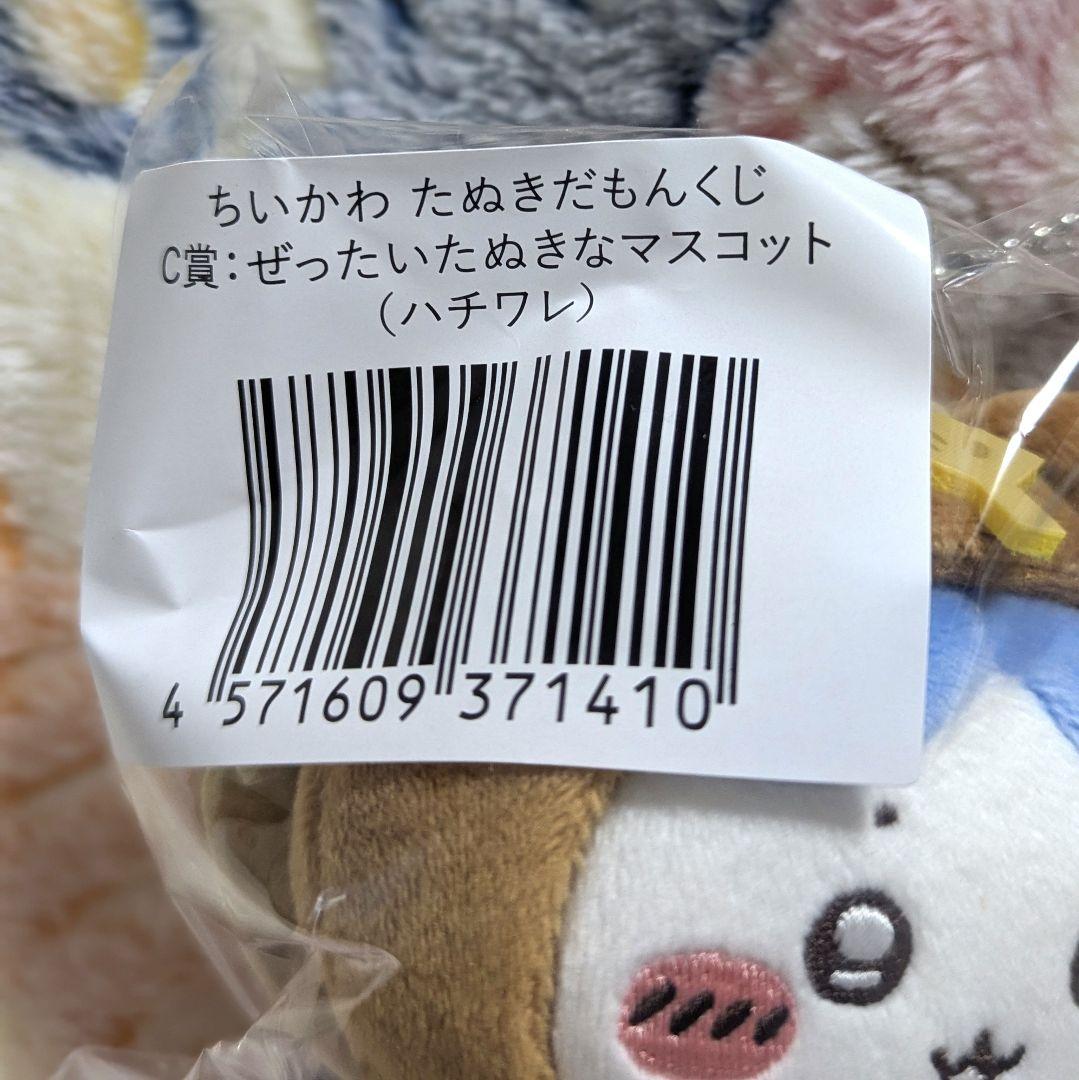 ちいかわ たぬきだもんくじ
C賞：ぜったいたぬきなマスコット
（ハチワレ）
4 571609 371410